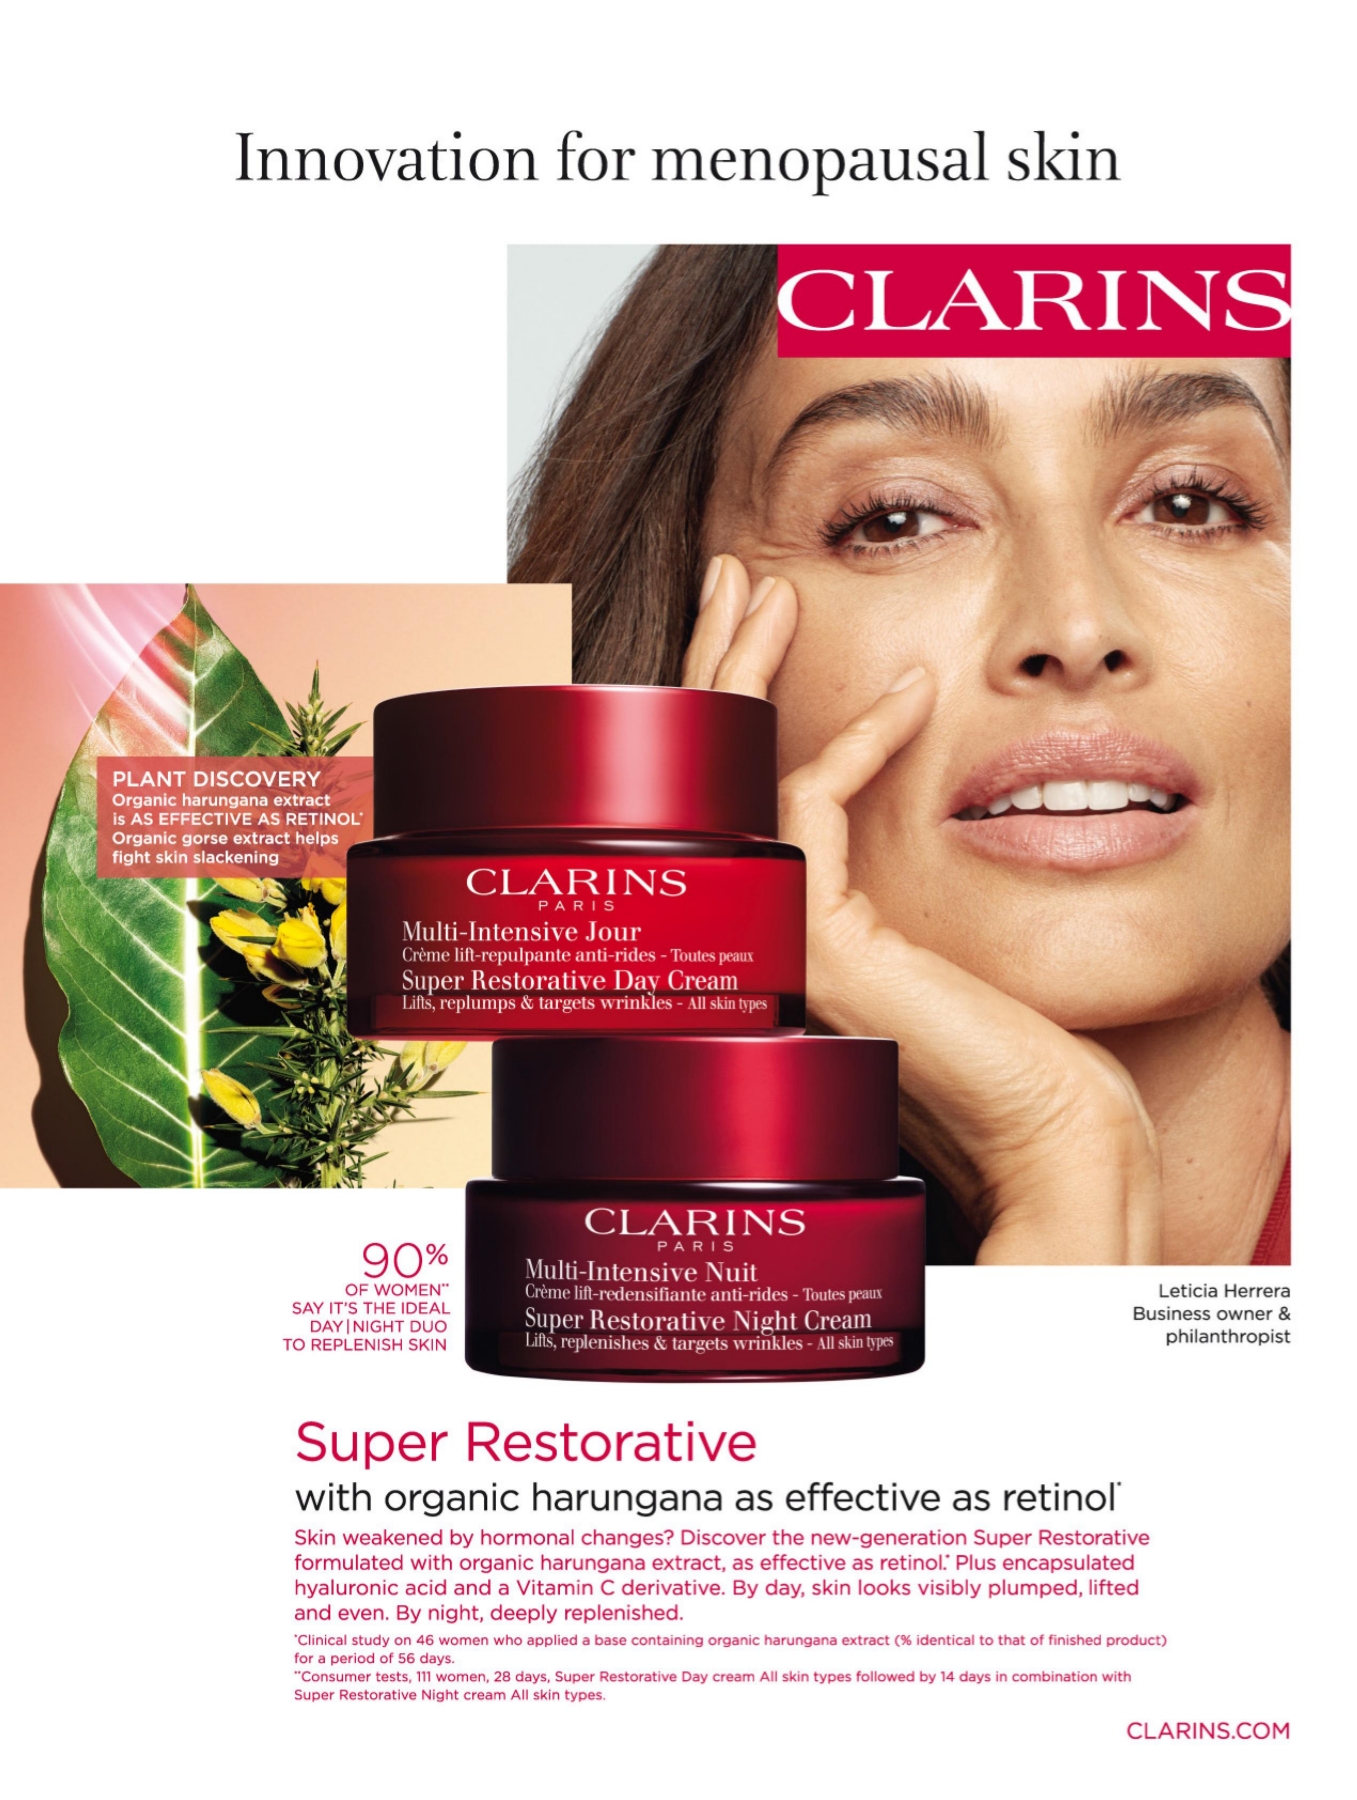 Innovation for menopausal skin
CLARINS
PLANT DISCOVERY
Organic harungana extract
is AS EFFECTIVE AS RETINOL*
Organic gorse extract helps
fight skin slackening
CLARINS
PARIS
Multi-Intensive Jour
Crème lift-repulpante anti-rides - Toutes peaux
Super Restorative Day Cream
Lifts, replumps & targets wrinkles - All skin types
CLARINS
PARIS
Multi-Intensive Nuit
Crème lift-redensifiante anti-rides - Toutes peaux
Super Restorative Night Cream
Lifts, replenishes & targets wrinkles - All skin types
90%
OF WOMEN**
SAY IT'S THE IDEAL
DAY|NIGHT DUO
TO REPLENISH SKIN
Leticia Herrera
Business owner &
philanthropist
Super Restorative
with organic harungana as effective as retinol*
Skin weakened by hormonal changes? Discover the new-generation Super Restorative
formulated with organic harungana extract, as effective as retinol.* Plus encapsulated
hyaluronic acid and a Vitamin C derivative. By day, skin looks visibly plumped, lifted
and even. By night, deeply replenished.
*Clinical study on 46 women who applied a base containing organic harungana extract (% identical to that of finished product)
for a period of 56 days.
**Consumer tests, 111 women, 28 days, Super Restorative Day cream All skin types followed by 14 days in combination with
Super Restorative Night cream All skin types.
CLARINS.COM